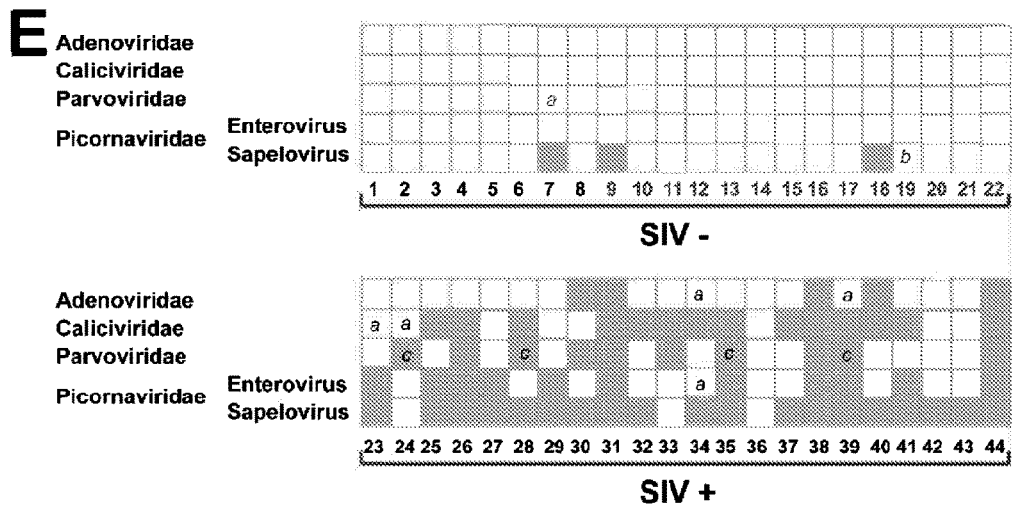 E
Adenoviridae
Caliciviridae
Parvoviridae a
Picornaviridae Enterovirus
Sapelovirus b
1 2 3 4 5 6 7 8 9 10 11 12 13 14 15 16 17 18 19 20 21 22
SIV -
Adenoviridae a a
Caliciviridae a a
Parvoviridae c c c c
Picornaviridae Enterovirus a
Sapelovirus
23 24 25 26 27 28 29 30 31 32 33 34 35 36 37 38 39 40 41 42 43 44
SIV +